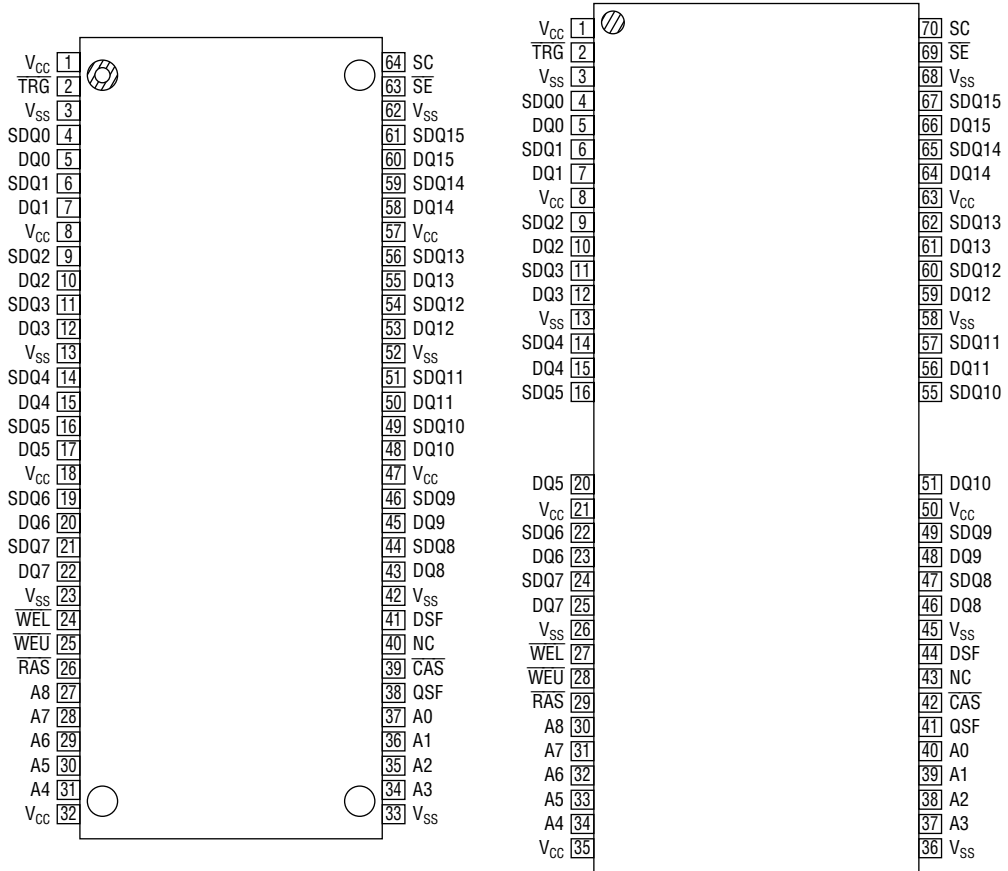 VCC 1
TRG 2
VSS 3
SDQ0 4
DQ0 5
SDQ1 6
DQ1 7
VCC 8
SDQ2 9
DQ2 10
SDQ3 11
DQ3 12
VSS 13
SDQ4 14
DQ4 15
SDQ5 16
DQ5 17
VCC 18
SDQ6 19
DQ6 20
SDQ7 21
DQ7 22
VSS 23
WEL 24
WEU 25
RAS 26
A8 27
A7 28
A6 29
A5 30
A4 31
VCC 32
64 SC
63 SE
62 VSS
61 SDQ15
60 DQ15
59 SDQ14
58 DQ14
57 VCC
56 SDQ13
55 DQ13
54 SDQ12
53 DQ12
52 VSS
51 SDQ11
50 DQ11
49 SDQ10
48 DQ10
47 VCC
46 SDQ9
45 DQ9
44 SDQ8
43 DQ8
42 VSS
41 DSF
40 NC
39 CAS
38 QSF
37 A0
36 A1
35 A2
34 A3
33 VSS
VCC 1
TRG 2
VSS 3
SDQ0 4
DQ0 5
SDQ1 6
DQ1 7
VCC 8
SDQ2 9
DQ2 10
SDQ3 11
DQ3 12
VSS 13
SDQ4 14
DQ4 15
SDQ5 16
DQ5 20
VCC 21
SDQ6 22
DQ6 23
SDQ7 24
DQ7 25
VSS 26
WEL 27
WEU 28
RAS 29
A8 30
A7 31
A6 32
A5 33
A4 34
VCC 35
70 SC
69 SE
68 VSS
67 SDQ15
66 DQ15
65 SDQ14
64 DQ14
63 VCC
62 SDQ13
61 DQ13
60 SDQ12
59 DQ12
58 VSS
57 SDQ11
56 DQ11
55 SDQ10
51 DQ10
50 VCC
49 SDQ9
48 DQ9
47 SDQ8
46 DQ8
45 VSS
44 DSF
43 NC
42 CAS
41 QSF
40 A0
39 A1
38 A2
37 A3
36 VSS